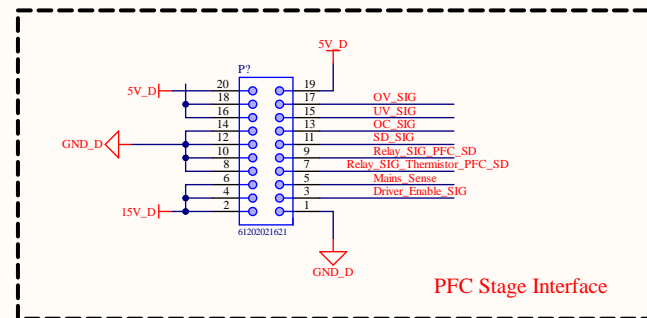 5V_D
P?
5V_D 20 19
18 17 OV_SIG
16 15 UV_SIG
14 13 OC_SIG
GND_D 12 11 SD_SIG
10 9 Relay_SIG_PFC_SD
8 7 Relay_SIG_Thermistor_PFC_SD
6 5 Mains_Sense
4 3 Driver_Enable_SIG
15V_D 2 1
61202021621
GND_D
PFC Stage Interface